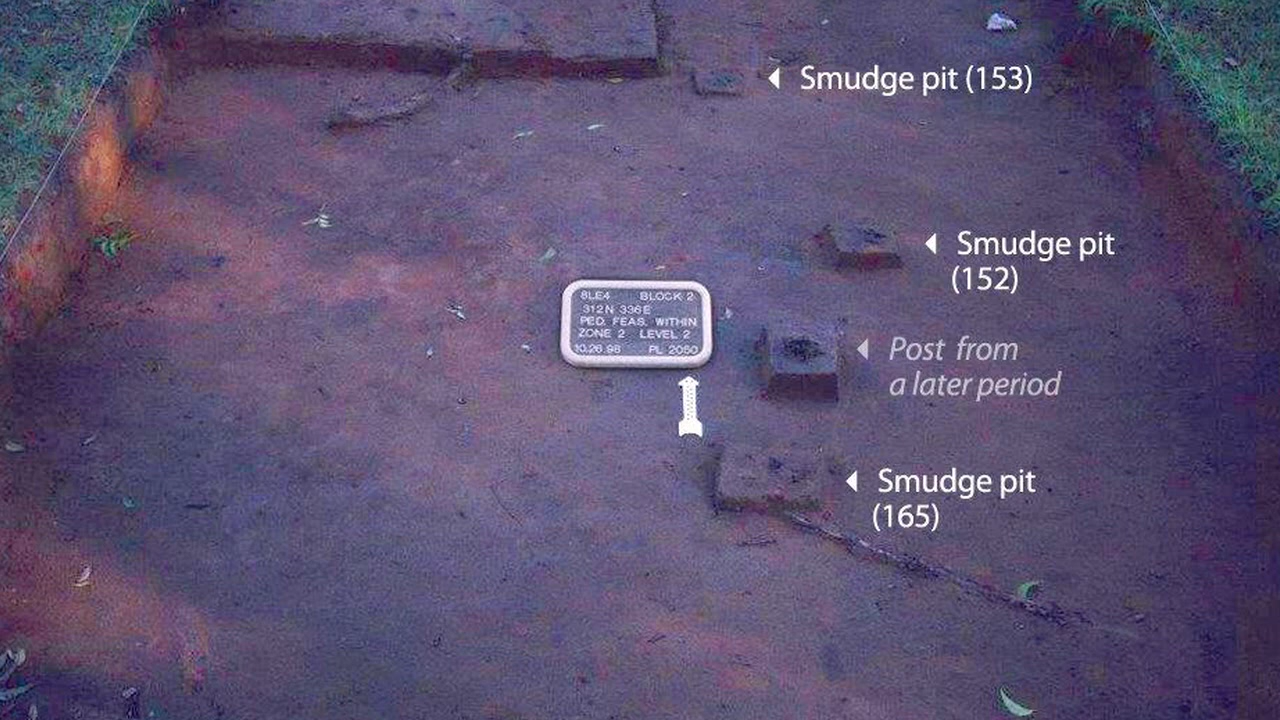 Smudge pit (153)
Smudge pit
(152)
8LE4 BLOCK 2
312N 336E
PED. FEAS. WITHIN
ZONE 2 LEVEL 2
10.26.98 PL 2050
Post from
a later period
Smudge pit
(165)